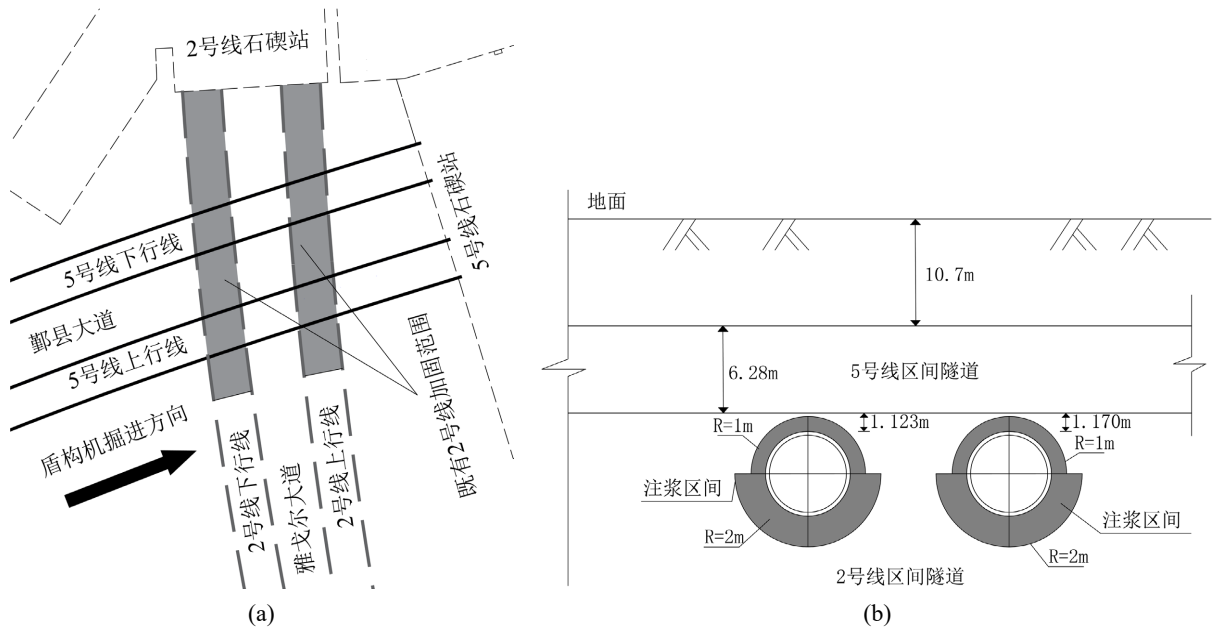 2号线石碶站
5号线石碶站
5号线下行线
鄞县大道
5号线上行线
盾构机掘进方向
2号线下行线
雅戈尔大道
2号线上行线
既有2号线加固范围
(a)
地面
10.7m
6.28m
5号线区间隧道
1.123m
1.170m
R=1m
R=1m
注浆区间
注浆区间
R=2m
R=2m
2号线区间隧道
(b)